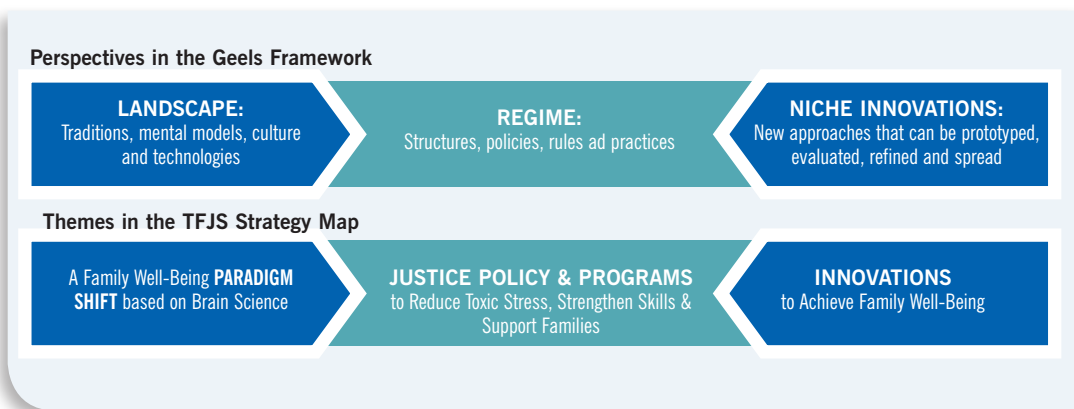 Perspectives in the Geels Framework
LANDSCAPE:
Traditions, mental models, culture
and technologies
REGIME:
Structures, policies, rules ad practices
NICHE INNOVATIONS:
New approaches that can be prototyped,
evaluated, refined and spread
Themes in the TFJS Strategy Map
A Family Well-Being PARADIGM
SHIFT based on Brain Science
JUSTICE POLICY & PROGRAMS
to Reduce Toxic Stress, Strengthen Skills &
Support Families
INNOVATIONS
to Achieve Family Well-Being